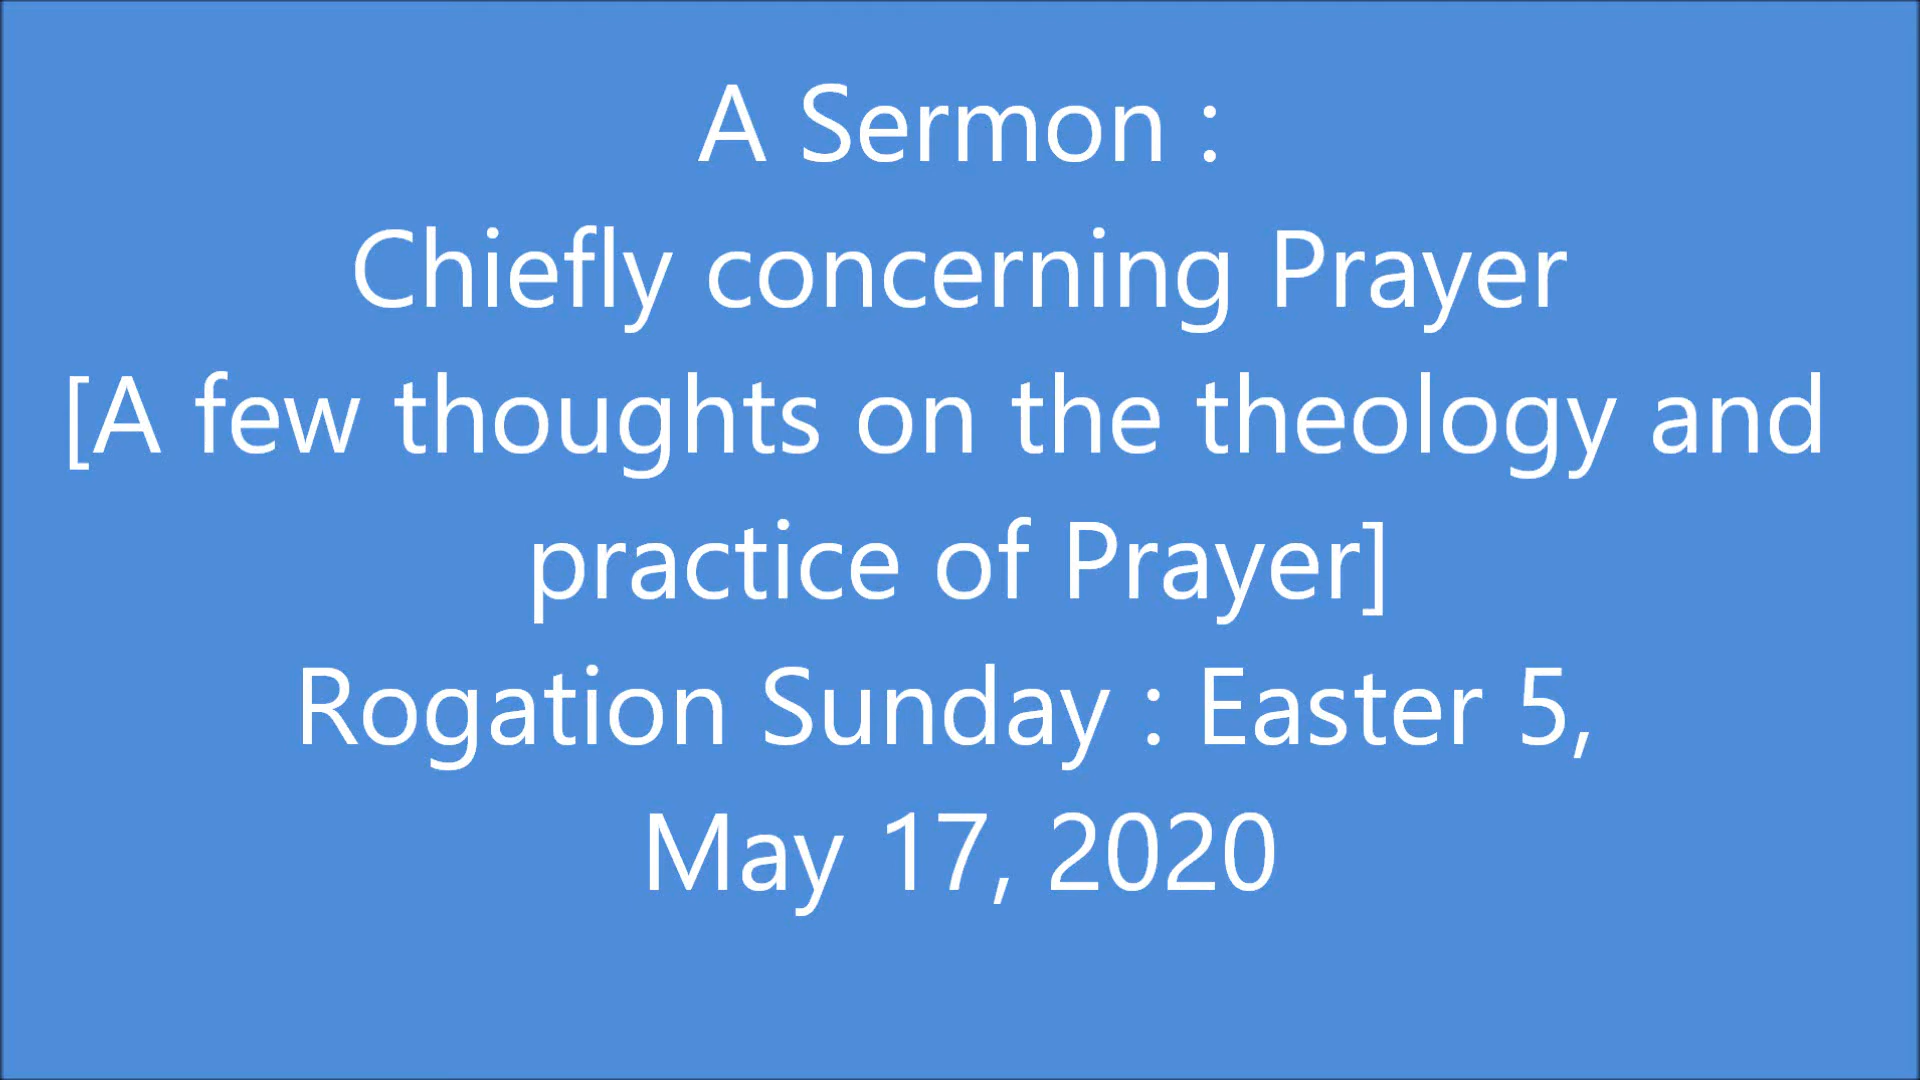 A Sermon :
Chiefly concerning Prayer
[A few thoughts on the theology and
practice of Prayer]
Rogation Sunday : Easter 5,
May 17, 2020